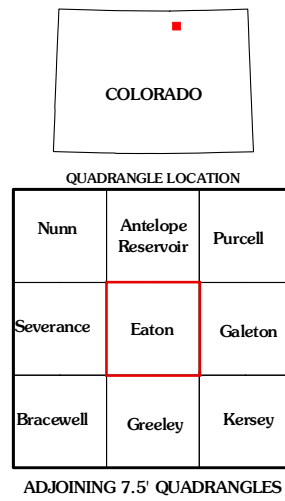 COLORADO
QUADRANGLE LOCATION
Nunn
Antelope
Reservoir
Purcell
Severance
Eaton
Galeton
Bracewell
Greeley
Kersey
ADJOINING 7.5' QUADRANGLES